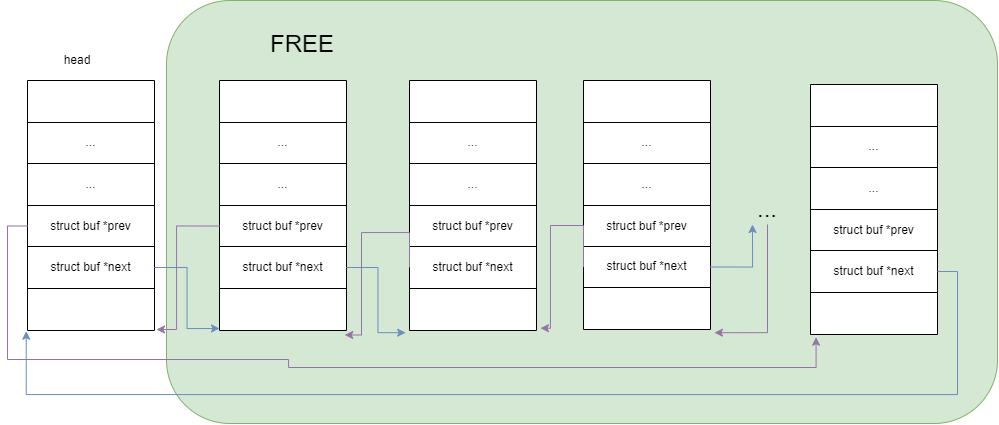 FREE
head
...
...
struct buf *prev
struct buf *next
...
...
struct buf *prev
struct buf *next
...
...
struct buf *prev
struct buf *next
...
...
struct buf *prev
struct buf *next
...
...
...
struct buf *prev
struct buf *next